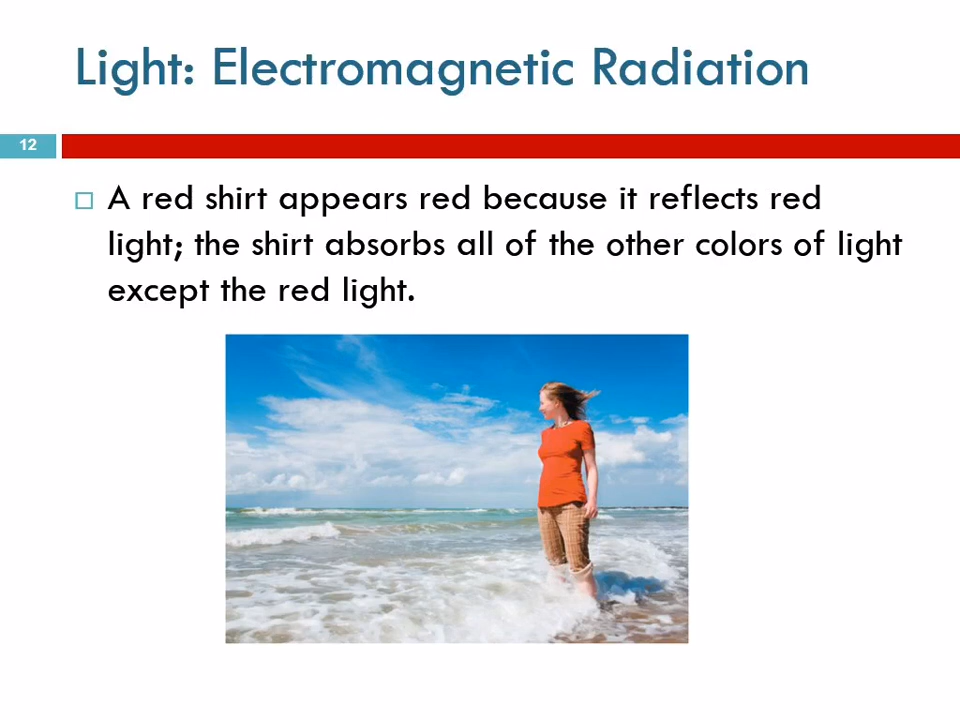 Light: Electromagnetic Radiation
12
A red shirt appears red because it reflects red
light; the shirt absorbs all of the other colors of light
except the red light.